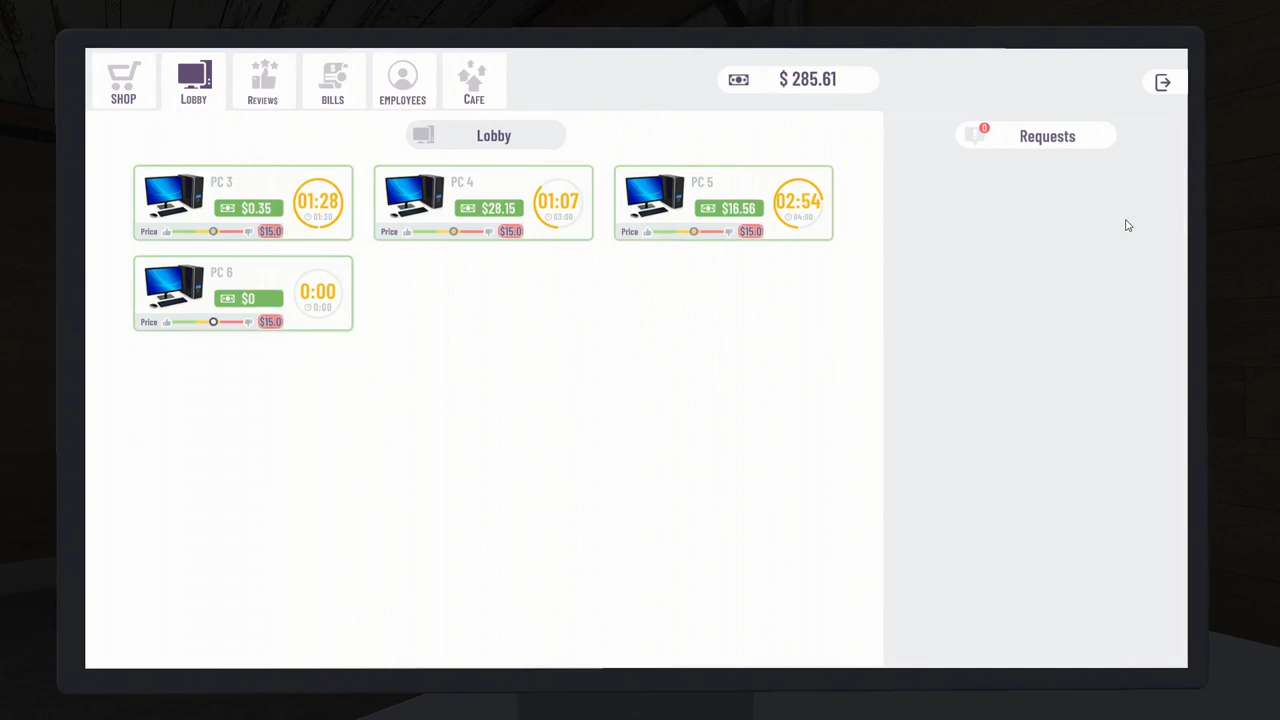 SHOP
LOBBY
REVIEWS
BILLS
EMPLOYEES
CAFE
$ 285.61
Lobby
0
Requests
PC 3
$0.35
01:28
01:30
Price
$15.0
PC 4
$28.15
01:07
03:00
Price
$15.0
PC 5
$16.56
02:54
04:00
Price
$15.0
PC 6
$0
0:00
0:00
Price
$15.0